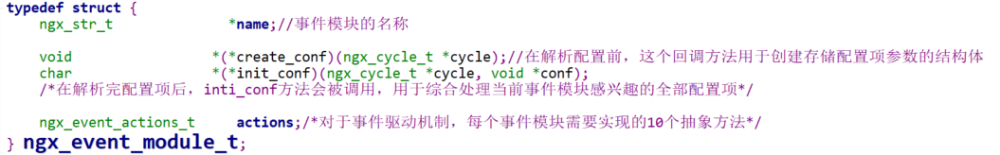 typedef struct {
ngx_str_t *name;//事件模块的名称
void *(*create_conf)(ngx_cycle_t *cycle);//在解析配置前，这个回调方法用于创建存储配置项参数的结构体
char *(*init_conf)(ngx_cycle_t *cycle, void *conf);
/*在解析完配置项后，inti_conf方法会被调用，用于综合处理当前事件模块感兴趣的全部配置项*/
ngx_event_actions_t actions;/*对于事件驱动机制，每个事件模块需要实现的10个抽象方法*/
} ngx_event_module_t;